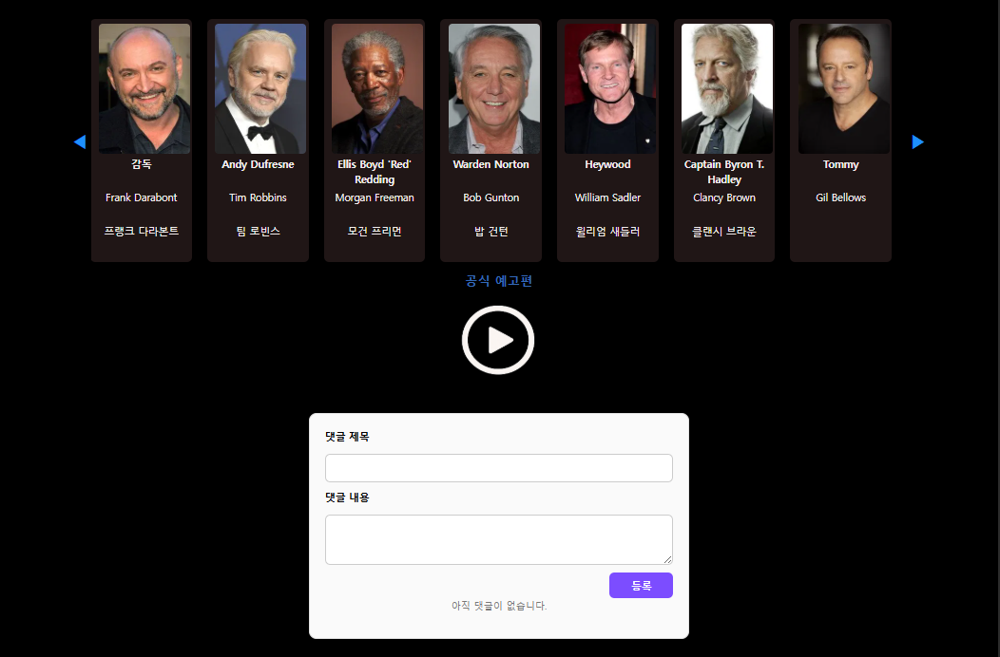 감독
Frank Darabont
프랭크 다라본트
Andy Dufresne
Tim Robbins
팀 로빈스
Ellis Boyd 'Red'
Redding
Morgan Freeman
모건 프리먼
Warden Norton
Bob Gunton
밥 건턴
Heywood
William Sadler
윌리엄 새들러
Captain Byron T.
Hadley
Clancy Brown
클랜시 브라운
Tommy
Gil Bellows
공식 예고편
댓글 제목
댓글 내용
등록
아직 댓글이 없습니다.